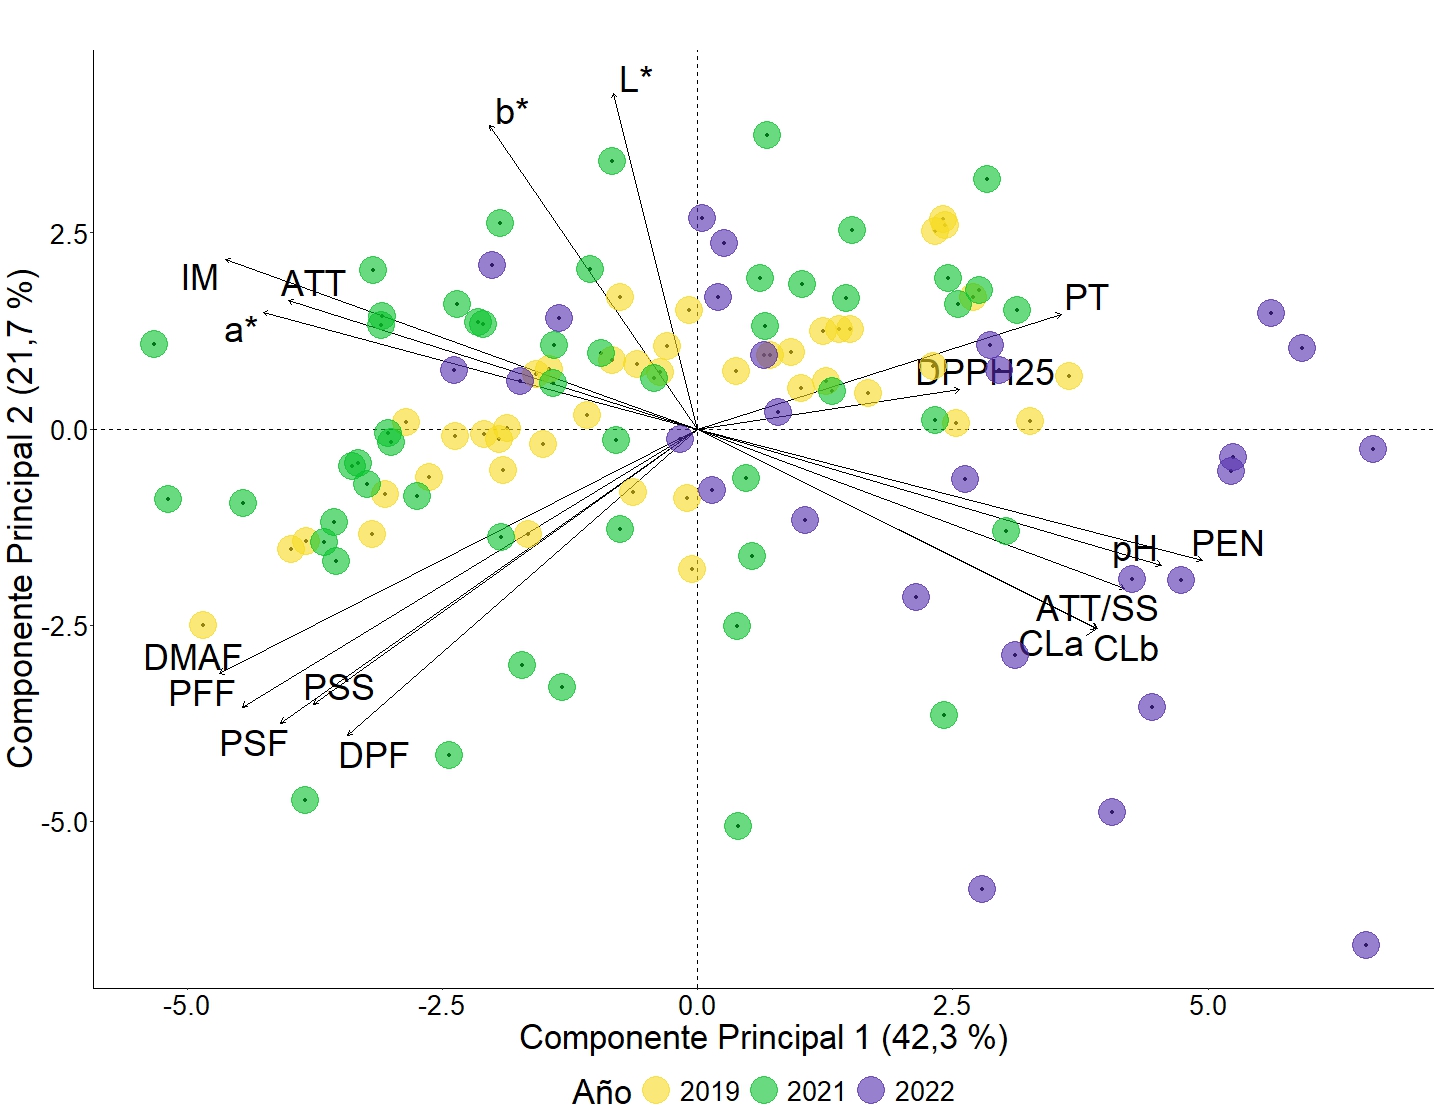 L*
b*
2.5
IM
ATT
PT
a*
DPPH25
0.0
Componente Principal 2 (21,7 %)
pH
PEN
ATT/SS
-2.5
CLa
CLb
DMAF
PFF
PSS
PSF
DPF
-5.0
-5.0
-2.5
0.0
2.5
5.0
Componente Principal 1 (42,3 %)
Año 2019 2021 2022